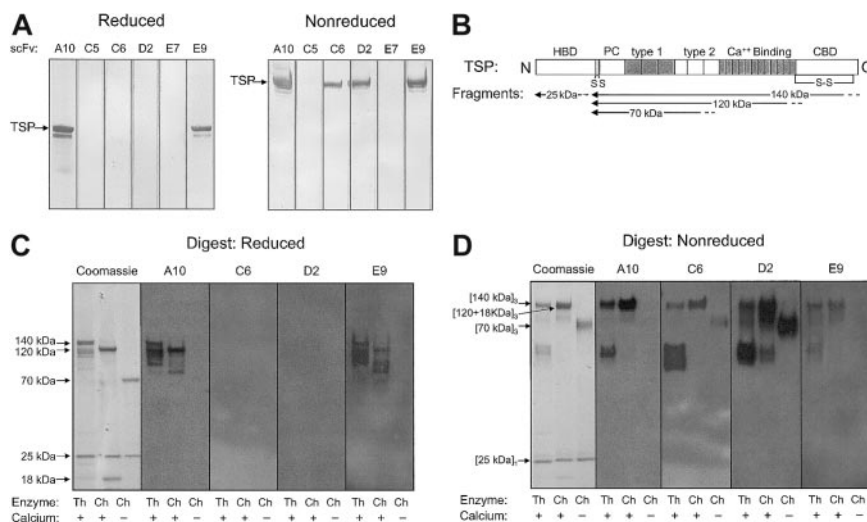 A
Reduced
Nonreduced
scFv: A10 C5 C6 D2 E7 E9
A10 C5 C6 D2 E7 E9
TSP
TSP
B
HBD PC type 1 type 2 Ca++ Binding CBD
TSP: N C
S S S-S
Fragments: 25 kDa 140 kDa
120 kDa
70 kDa
C
Digest: Reduced
Coomassie A10 C6 D2 E9
140 kDa
120 kDa
70 kDa
25 kDa
18 kDa
Enzyme: Th Ch Ch Th Ch Ch Th Ch Ch Th Ch Ch Th Ch Ch
Calcium: + + − + + − + + − + + − + + −
D
Digest: Nonreduced
Coomassie A10 C6 D2 E9
[140 kDa]3
[120+18KDa]3
[70 kDa]3
[25 kDa]1
Enzyme: Th Ch Ch Th Ch Ch Th Ch Ch Th Ch Ch Th Ch Ch
Calcium: + + − + + − + + − + + − + + −